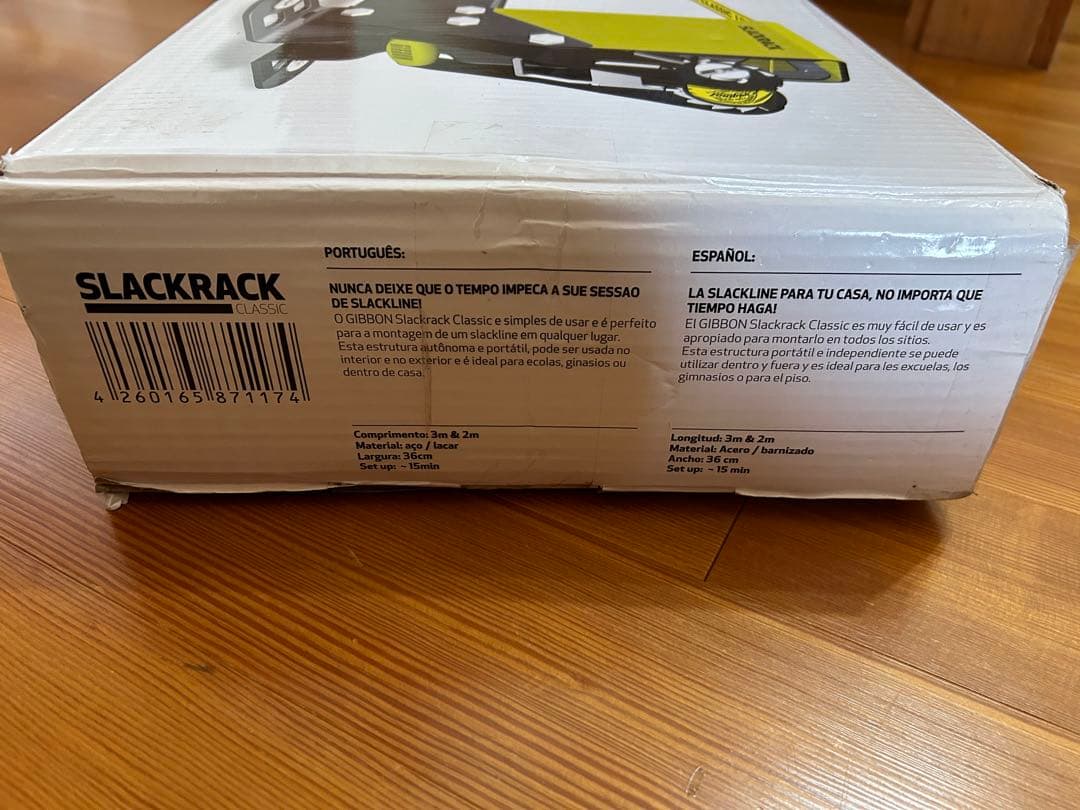 CLASSIC
SLACKRACK
SLACKRACK
CLASSIC
4 260165 871174
PORTUGUÊS:
NUNCA DEIXE QUE O TEMPO IMPECA A SUE SESSAO
DE SLACKLINE!
O GIBBON Slackrack Classic e simples de usar e é perfeito
para a montagem de um slackline em qualquer lugar.
Esta estrutura autônoma e portátil, pode ser usada no
interior e no exterior e é ideal para ecolas, ginasios ou
dentro de casa.
Comprimento: 3m & 2m
Material: aço / lacar
Largura: 36cm
Set up: ~ 15min
ESPAÑOL:
LA SLACKLINE PARA TU CASA, NO IMPORTA QUE
TIEMPO HAGA!
El GIBBON Slackrack Classic es muy fácil de usar y es
apropiado para montarlo en todos los sitios.
Esta estructura portátil e independiente se puede
utilizar dentro y fuera y es ideal para les excuelas, los
gimnasios o para el piso.
Longitud: 3m & 2m
Material: Acero / barnizado
Ancho: 36 cm
Set up: ~ 15 min